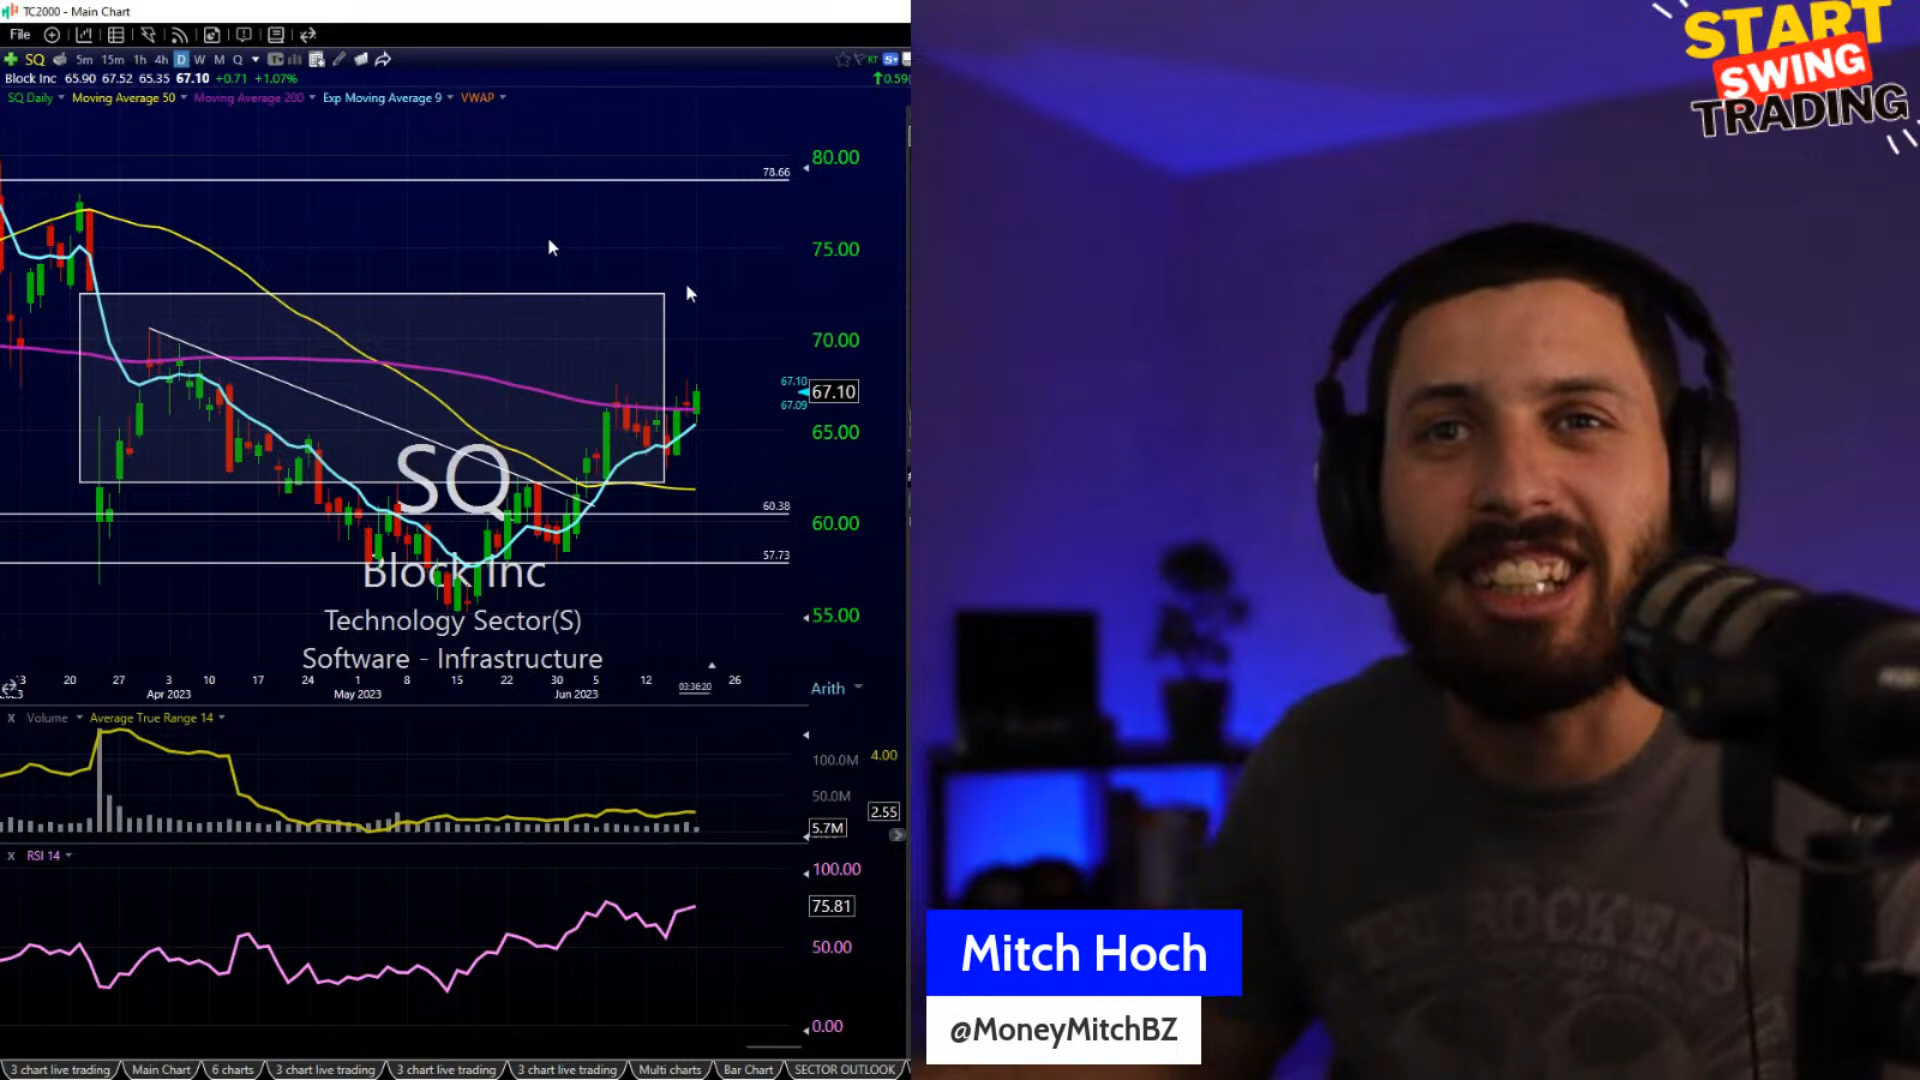 TC2000 - Main Chart
File
SQ 5m 15m 1h 4h D W M Q RT S
Block Inc 65.90 67.52 65.35 67.10 +0.71 +1.07%
0.59
SQ Daily Moving Average 50 Moving Average 200 Exp Moving Average 9 VWAP
80.00
78.66
75.00
70.00
67.10
67.10
67.09
65.00
60.38
60.00
57.73
55.00
SQ
Block Inc
Technology Sector(S)
Software - Infrastructure
13 20 27 3 10 17 24 1 8 15 22 30 5 12 03:36:20 26
Apr 2023 May 2023 Jun 2023
Arith
X Volume Average True Range 14
100.0M 4.00
50.0M
2.55
5.7M
X RSI 14
100.00
75.81
50.00
0.00
3 chart live trading Main Chart 6 charts 3 chart live trading 3 chart live trading 3 chart live trading Multi charts Bar Chart SECTOR OUTLOOK
START
SWING
TRADING
Mitch Hoch
@MoneyMitchBZ